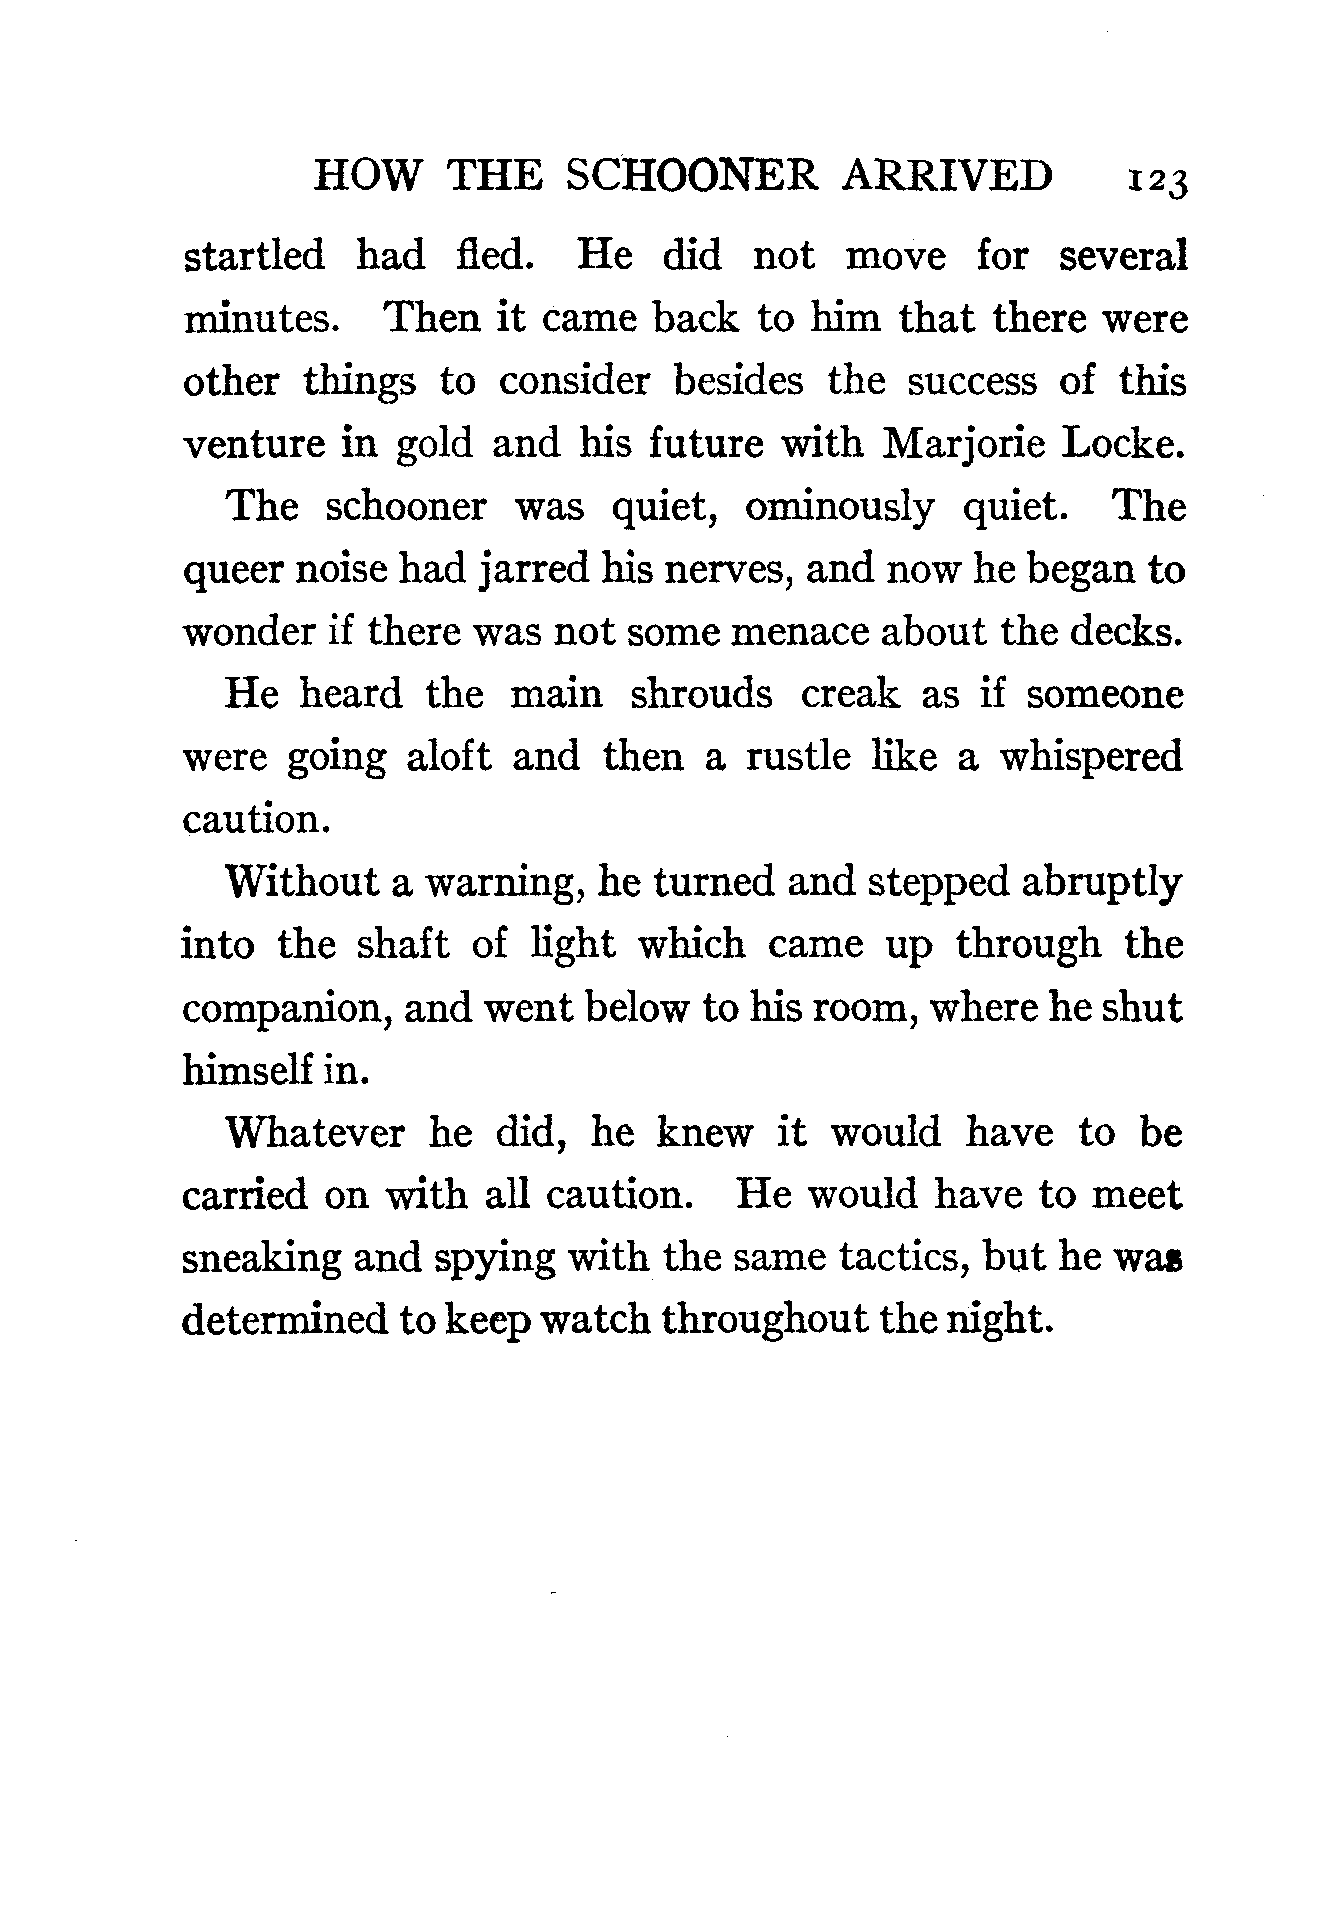 HOW THE SCHOONER ARRIVED 123
startled had fled. He did not move for several
minutes. Then it came back to him that there were
other things to consider besides the success of this
venture in gold and his future with Marjorie Locke.
The schooner was quiet, ominously quiet. The
queer noise had jarred his nerves, and now he began to
wonder if there was not some menace about the decks.
He heard the main shrouds creak as if someone
were going aloft and then a rustle like a whispered
caution.
Without a warning, he turned and stepped abruptly
into the shaft of light which came up through the
companion, and went below to his room, where he shut
himself in.
Whatever he did, he knew it would have to be
carried on with all caution. He would have to meet
sneaking and spying with the same tactics, but he was
determined to keep watch throughout the night.